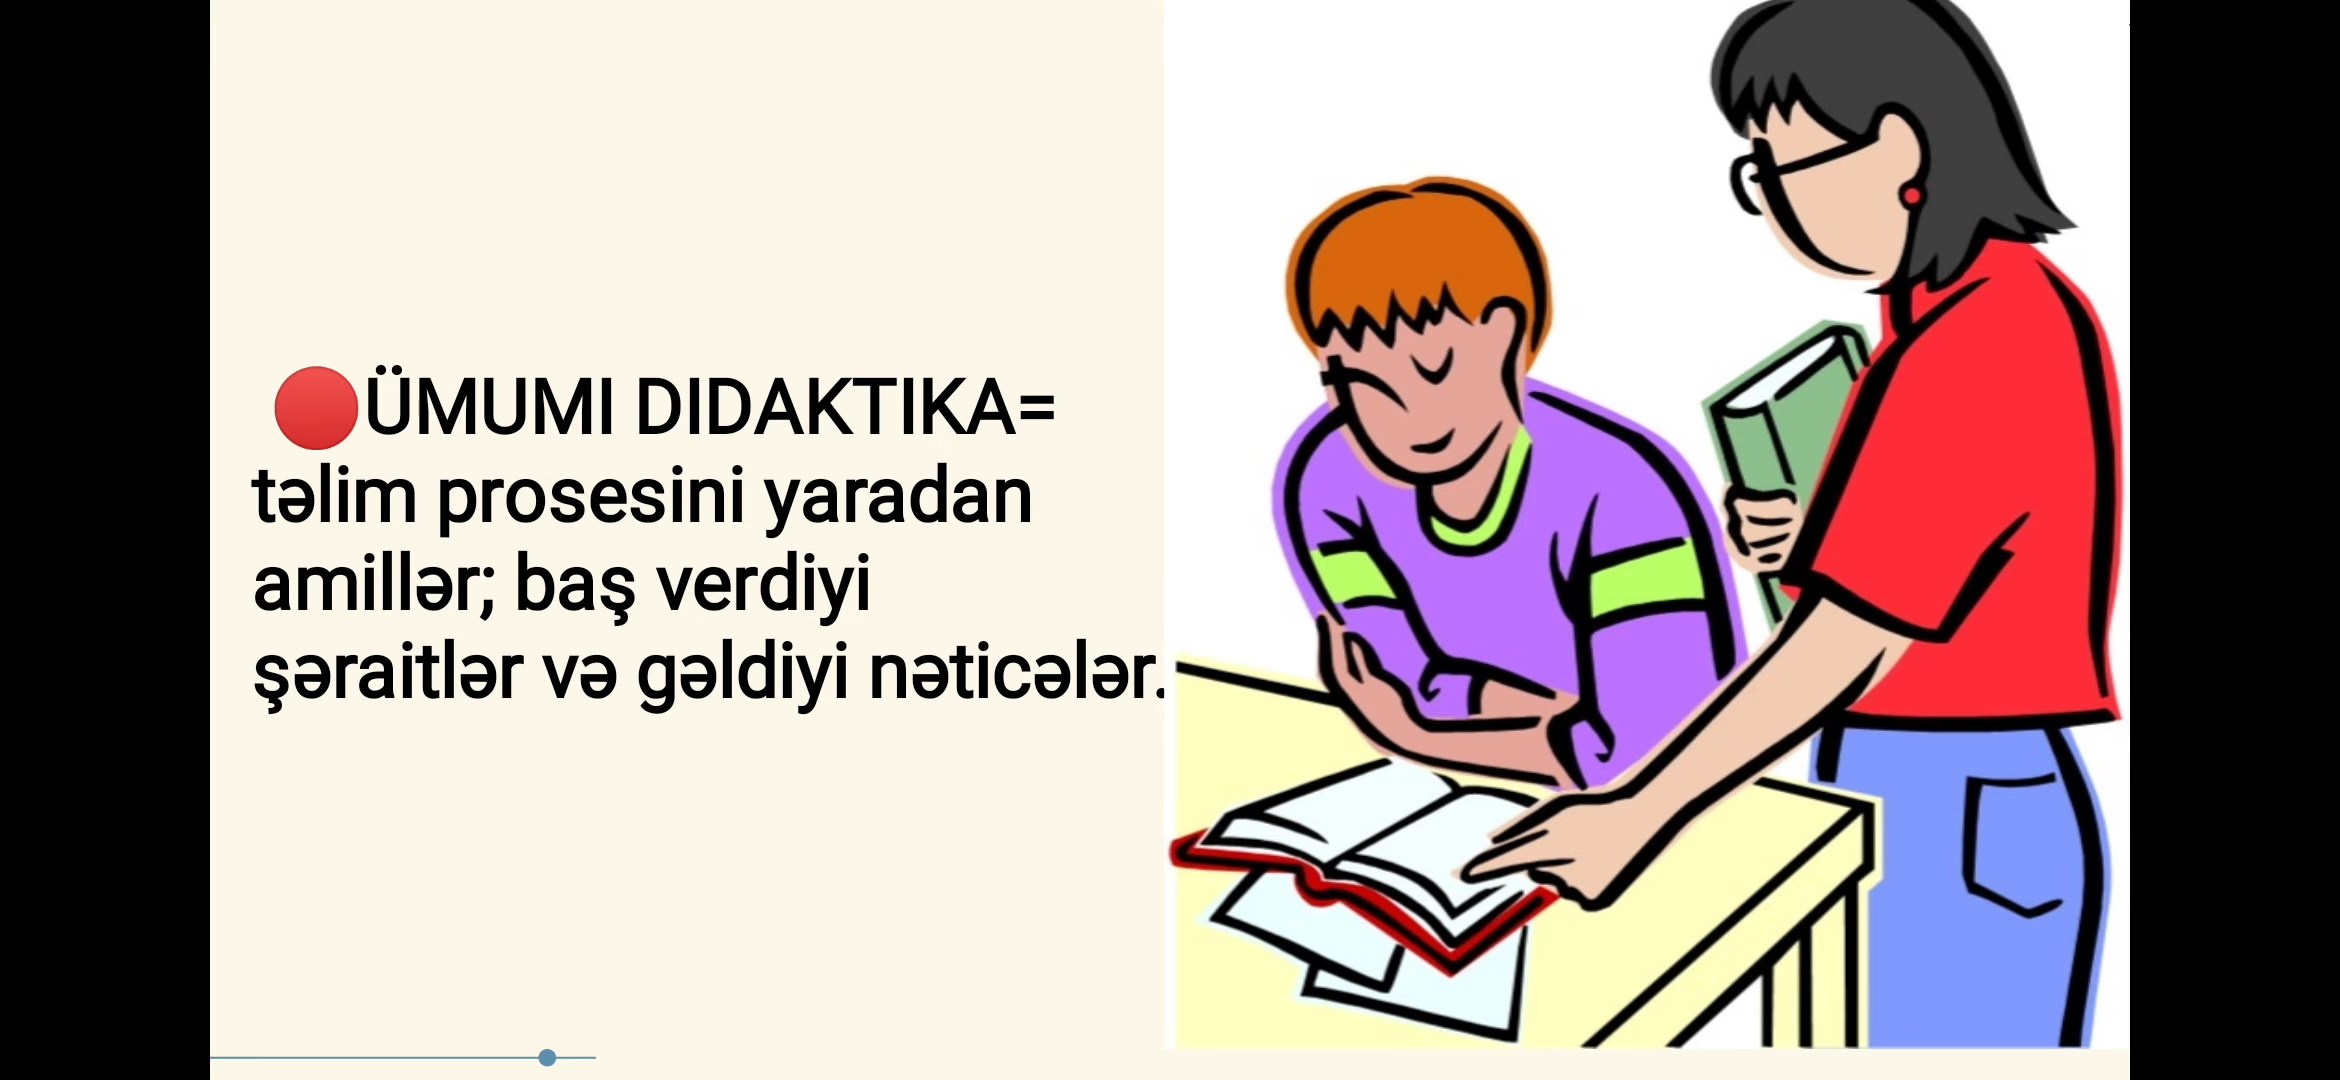 🔴ÜMUMI DIDAKTIKA=
təlim prosesini yaradan
amillər; baş verdiyi
şəraitlər və gəldiyi nəticələr.